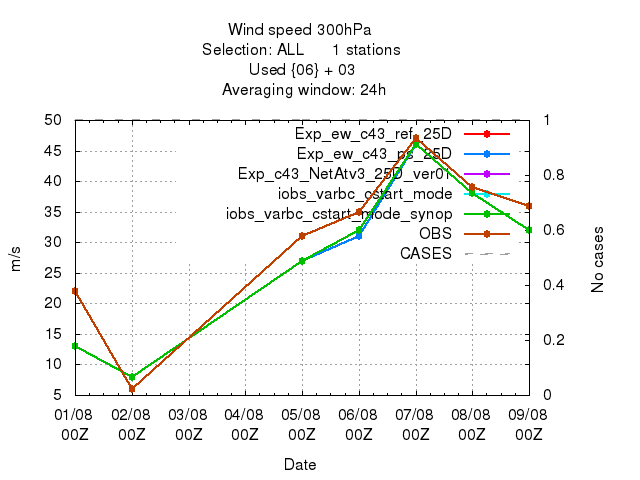 Wind speed 300hPa
Selection: ALL 1 stations
Used {06} + 03
Averaging window: 24h
50 1
Exp_ew_c43_ref_25D
45
Exp_ew_c43_ps_25D
Exp_c43_NetAtv3_25D_ver01
40 0.8
iobs_varbc_cstart_mode
35
iobs_varbc_cstart_mode_synop
30 0.6
OBS
CASES
25
20 0.4
15
10 0.2
5 0
m/s
No cases
01/08 02/08 03/08 04/08 05/08 06/08 07/08 08/08 09/08
00Z 00Z 00Z 00Z 00Z 00Z 00Z 00Z 00Z
Date